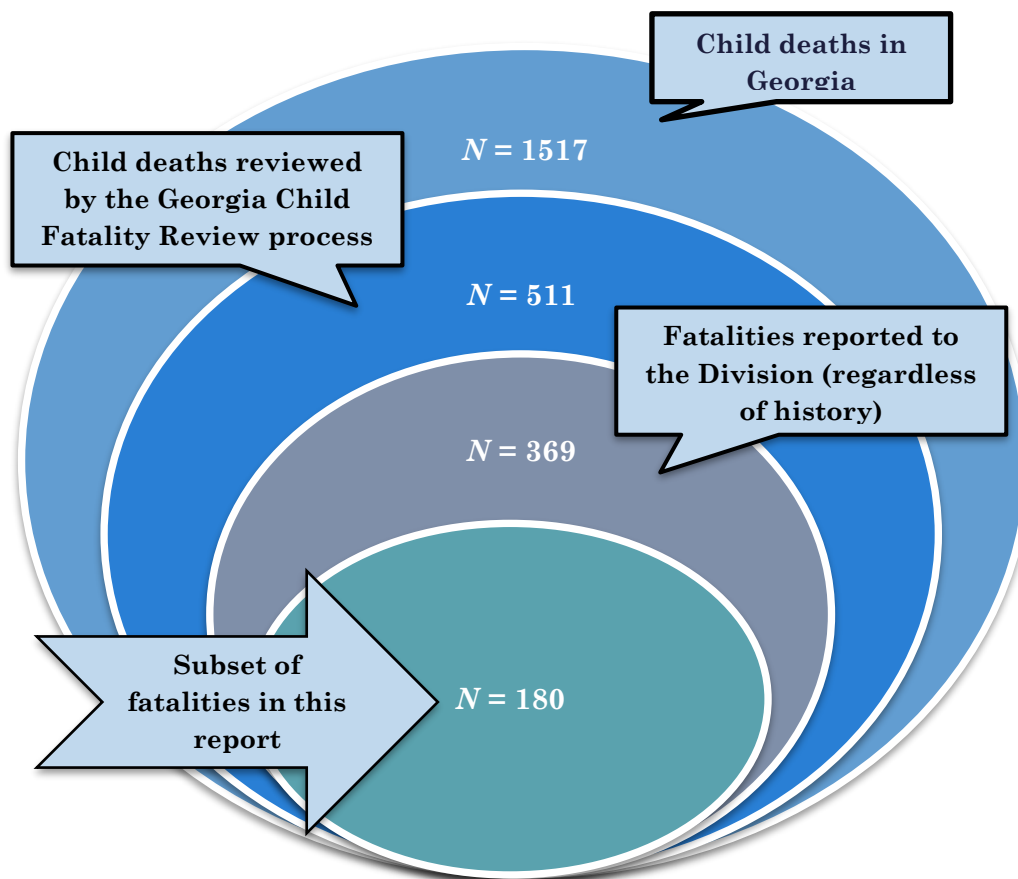 Child deaths in
Georgia
N = 1517
Child deaths reviewed
by the Georgia Child
Fatality Review process
N = 511
Fatalities reported to
the Division (regardless
of history)
N = 369
Subset of
fatalities in this
report
N = 180